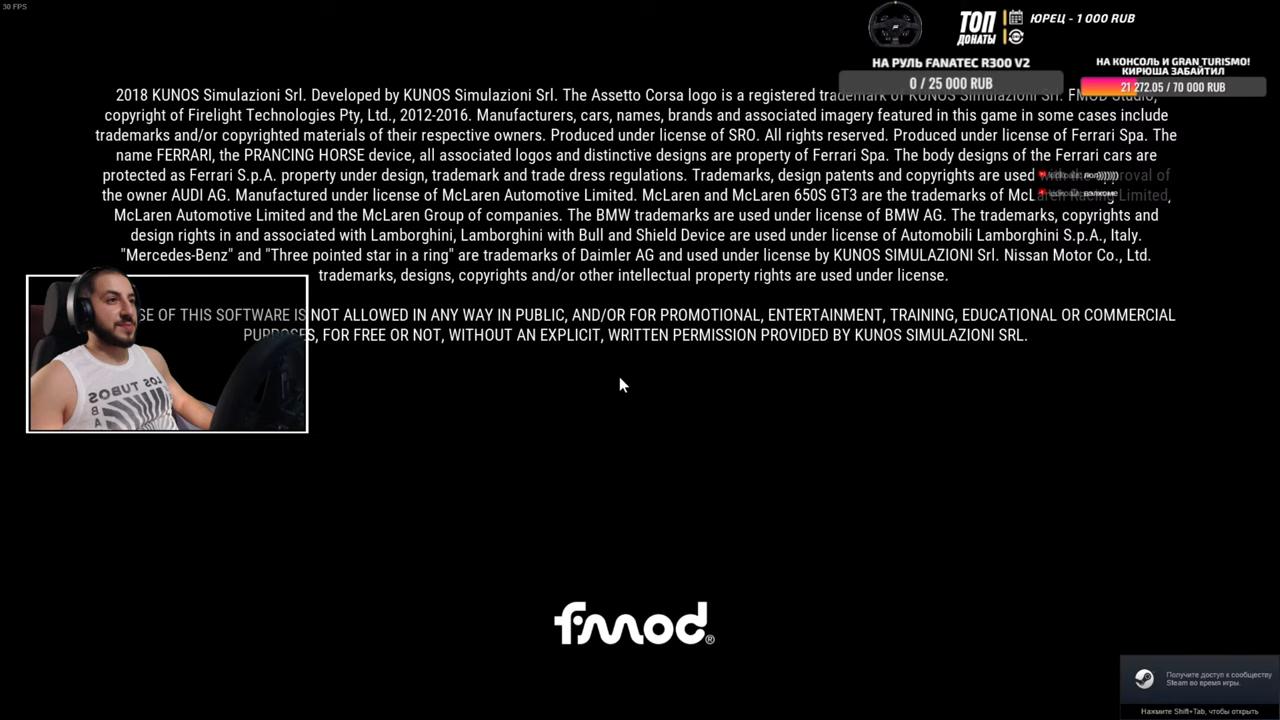 30 FPS
ТОП
ДОНАТЫ
ЮРЕЦ - 1 000 RUB
НА РУЛЬ FANATEC R300 V2
0 / 25 000 RUB
НА КОНСОЛЬ И GRAN TURISMO!
КИРЮША ЗАБАЙТИЛ
21 272.05 / 70 000 RUB
2018 KUNOS Simulazioni Srl. Developed by KUNOS Simulazioni Srl. The Assetto Corsa logo is a registered trademark of KUNOS Simulazioni Srl. FMOD Studio,
copyright of Firelight Technologies Pty, Ltd., 2012-2016. Manufacturers, cars, names, brands and associated imagery featured in this game in some cases include
trademarks and/or copyrighted materials of their respective owners. Produced under license of SRO. All rights reserved. Produced under license of Ferrari Spa. The
name FERRARI, the PRANCING HORSE device, all associated logos and distinctive designs are property of Ferrari Spa. The body designs of the Ferrari cars are
protected as Ferrari S.p.A. property under design, trademark and trade dress regulations. Trademarks, design patents and copyrights are used with the approval of
the owner AUDI AG. Manufactured under license of McLaren Automotive Limited. McLaren and McLaren 650S GT3 are the trademarks of McLaren Racing Limited,
McLaren Automotive Limited and the McLaren Group of companies. The BMW trademarks are used under license of BMW AG. The trademarks, copyrights and
design rights in and associated with Lamborghini, Lamborghini with Bull and Shield Device are used under license of Automobili Lamborghini S.p.A., Italy.
"Mercedes-Benz" and "Three pointed star in a ring" are trademarks of Daimler AG and used under license by KUNOS SIMULAZIONI Srl. Nissan Motor Co., Ltd.
trademarks, designs, copyrights and/or other intellectual property rights are used under license.
SE OF THIS SOFTWARE IS NOT ALLOWED IN ANY WAY IN PUBLIC, AND/OR FOR PROMOTIONAL, ENTERTAINMENT, TRAINING, EDUCATIONAL OR COMMERCIAL
PURPOSES, FOR FREE OR NOT, WITHOUT AN EXPLICIT, WRITTEN PERMISSION PROVIDED BY KUNOS SIMULAZIONI SRL.
LOS TUBOS
BA
fmod®
Получите доступ к сообществу
Steam во время игры.
Нажмите Shift+Tab, чтобы открыть